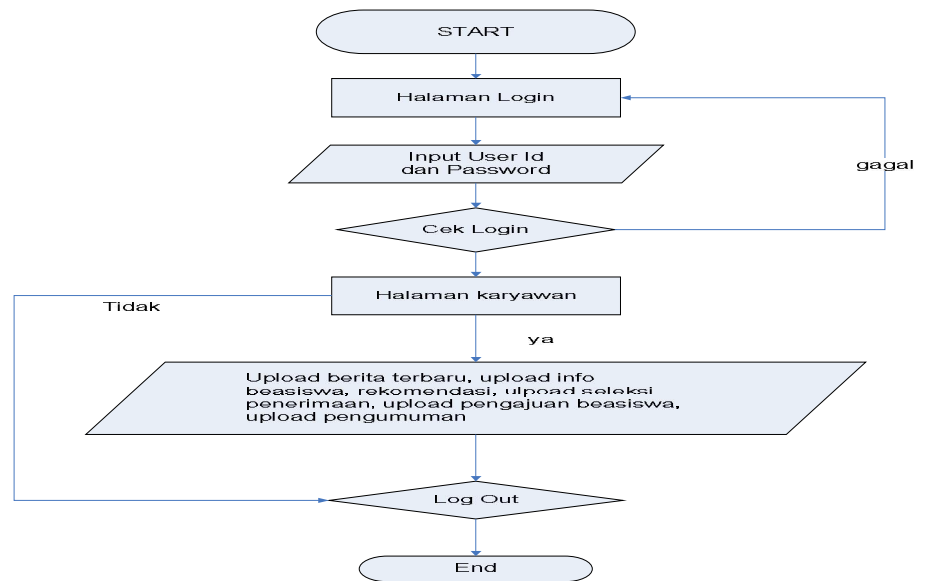 START
Halaman Login
Input User Id
dan Password
gagal
Cek Login
Halaman karyawan
Tidak
ya
Upload berita terbaru, upload info
beasiswa, rekomendasi, ulpoad seleksi
penerimaan, upload pengajuan beasiswa,
upload pengumuman
Log Out
End